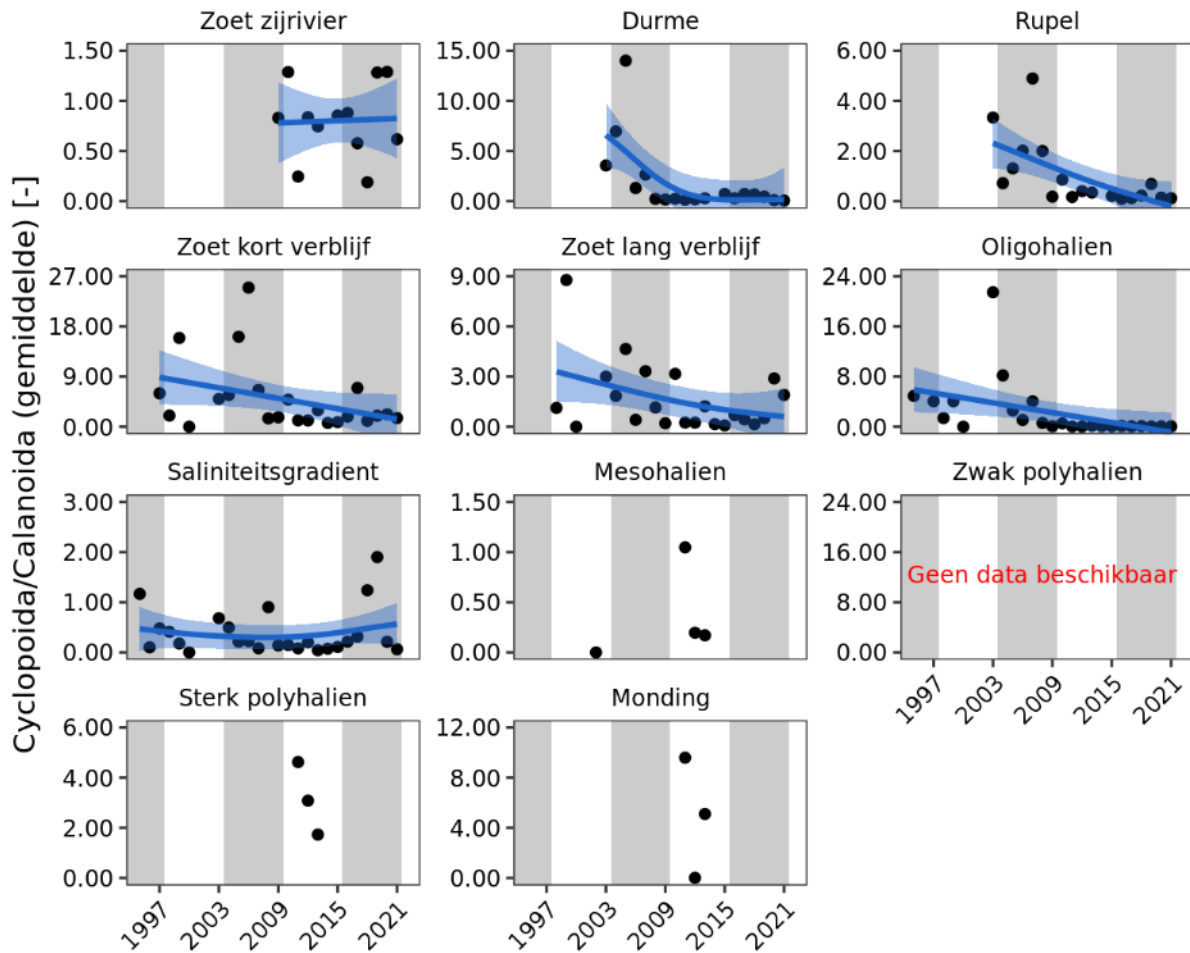 Cyclopoida/Calanoida (gemiddelde) [-]
Zoet zijrivier
1.50
1.00
0.50
0.00
Durme
15.00
10.00
5.00
0.00
Rupel
6.00
4.00
2.00
0.00
Zoet kort verblijf
27.00
18.00
9.00
0.00
Zoet lang verblijf
9.00
6.00
3.00
0.00
Oligohalien
24.00
16.00
8.00
0.00
Saliniteitsgradient
3.00
2.00
1.00
0.00
Mesohalien
1.50
1.00
0.50
0.00
Zwak polyhalien
24.00
16.00
8.00
0.00
Geen data beschikbaar
1997 2003 2009 2015 2021
Sterk polyhalien
6.00
4.00
2.00
0.00
1997 2003 2009 2015 2021
Monding
12.00
8.00
4.00
0.00
1997 2003 2009 2015 2021